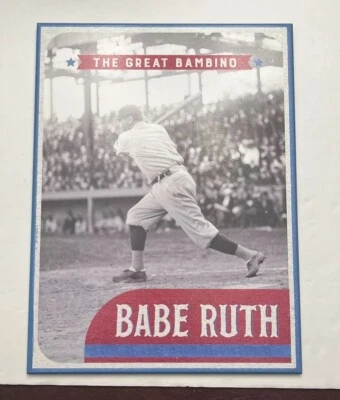 THE GREAT BAMBINO
BABE RUTH